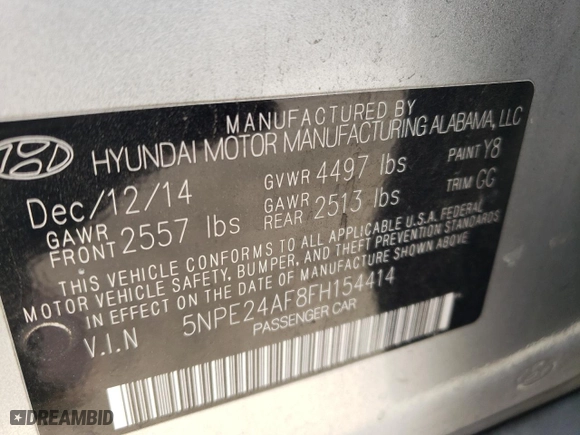 MANUFACTURED BY
HYUNDAI MOTOR MANUFACTURING ALABAMA, LLC
Dec/12/14 GVWR 4497 lbs PAINT Y8
GAWR FRONT 2557 lbs GAWR REAR 2513 lbs TRIM GG
THIS VEHICLE CONFORMS TO ALL APPLICABLE U.S.A. FEDERAL
MOTOR VEHICLE SAFETY, BUMPER, AND THEFT PREVENTION STANDARDS
IN EFFECT ON THE DATE OF MANUFACTURE SHOWN ABOVE.
V.I.N 5NPE24AF8FH154414
PASSENGER CAR
DREAMBID